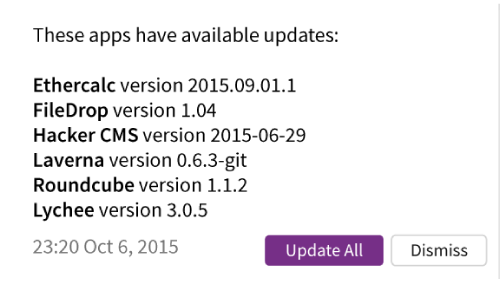 These apps have available updates:
Ethercalc version 2015.09.01.1
FileDrop version 1.04
Hacker CMS version 2015-06-29
Laverna version 0.6.3-git
Roundcube version 1.1.2
Lychee version 3.0.5
23:20 Oct 6, 2015
Update All
Dismiss